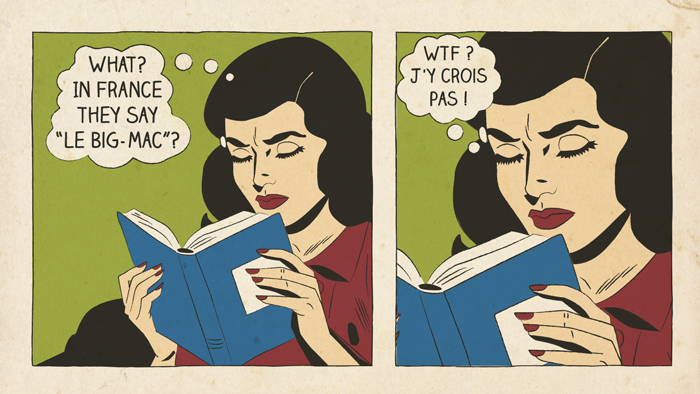 WHAT?
IN FRANCE
THEY SAY
“LE BIG-MAC”?
WTF ?
J'Y CROIS
PAS !